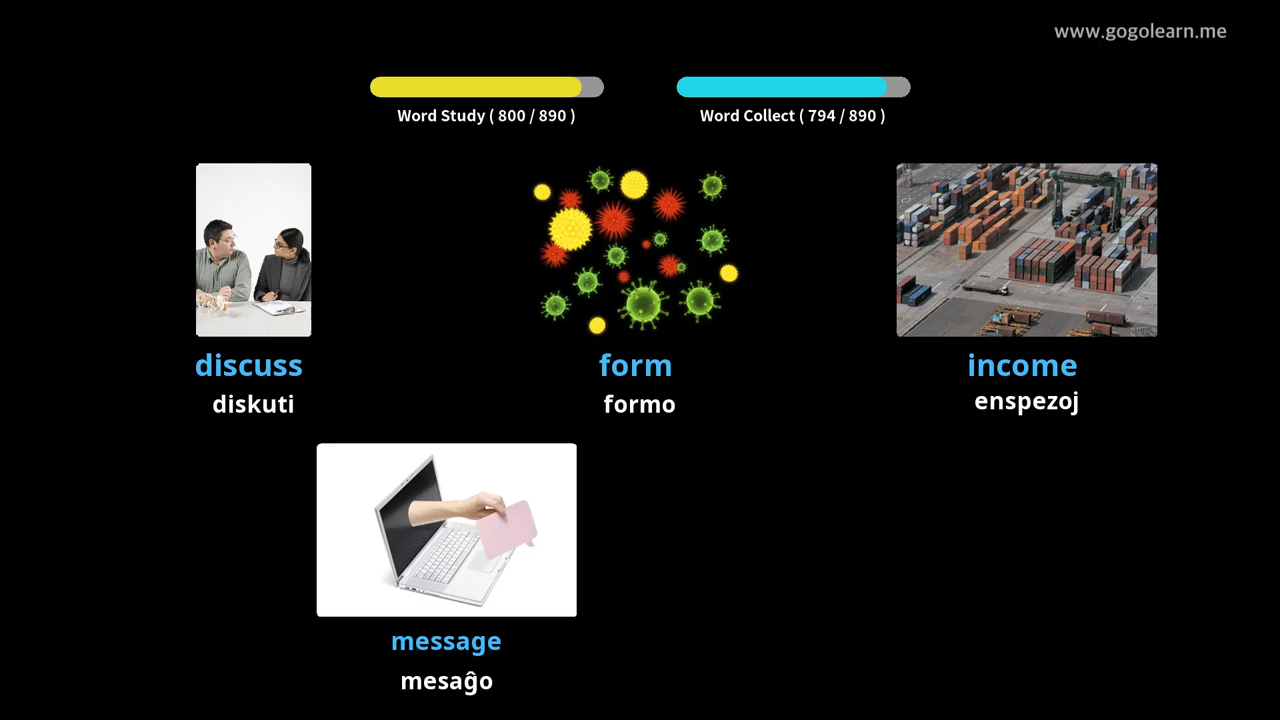 www.gogolearn.me
Word Study ( 800 / 890 )
Word Collect ( 794 / 890 )
discuss
diskuti
form
formo
income
enspezoj
message
mesaĝo